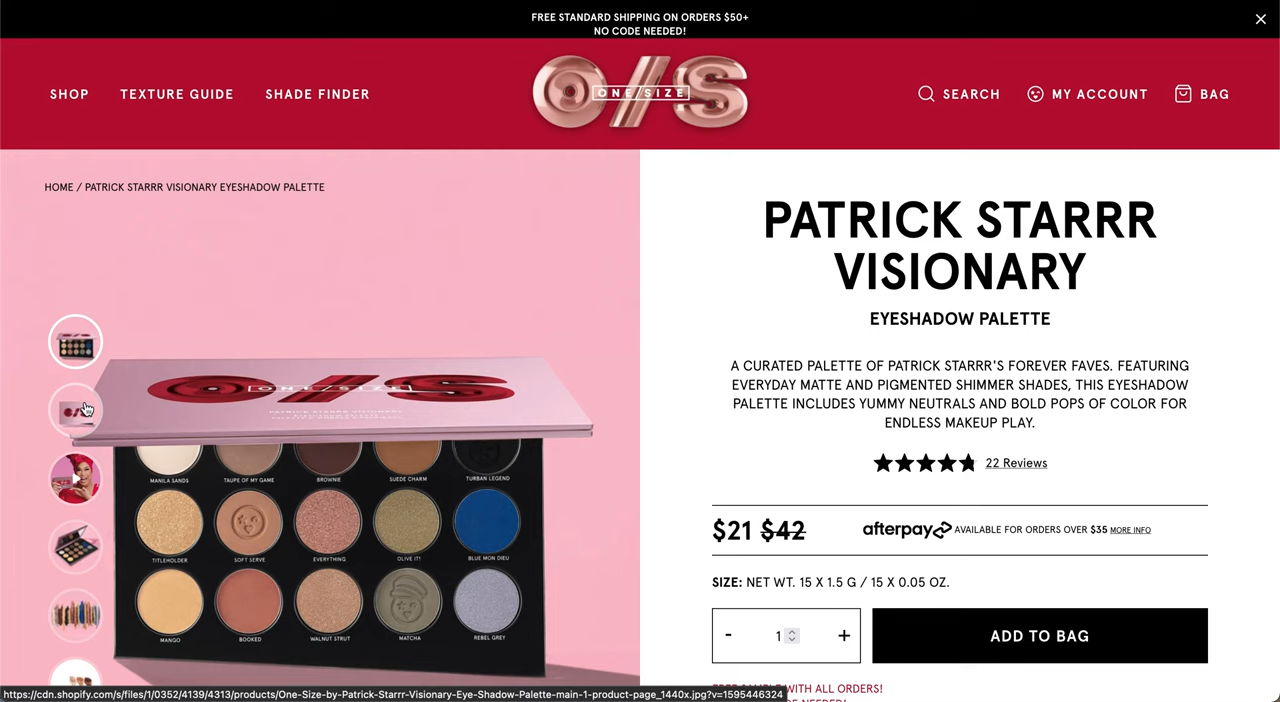 FREE STANDARD SHIPPING ON ORDERS $50+
NO CODE NEEDED!
SHOP
TEXTURE GUIDE
SHADE FINDER
O/S
ONE/SIZE
SEARCH
MY ACCOUNT
BAG
HOME / PATRICK STARRR VISIONARY EYESHADOW PALETTE
PATRICK STARRR
VISIONARY
EYESHADOW PALETTE
A CURATED PALETTE OF PATRICK STARRR'S FOREVER FAVES. FEATURING
EVERYDAY MATTE AND PIGMENTED SHIMMER SHADES, THIS EYESHADOW
PALETTE INCLUDES YUMMY NEUTRALS AND BOLD POPS OF COLOR FOR
ENDLESS MAKEUP PLAY.
22 Reviews
$21 $42
afterpay AVAILABLE FOR ORDERS OVER $35 MORE INFO
SIZE: NET WT. 15 X 1.5 G / 15 X 0.05 OZ.
- 1 +
ADD TO BAG
WITH ALL ORDERS!
O/S
ONE/SIZE
PATRICK STARRR VISIONARY
MANILA SANDS
TAUPE OF MY GAME
BROWNIE
SUEDE CHARM
TURBAN LEGEND
TITLEHOLDER
SOFT SERVE
EVERYTHING
OLIVE IT!
BLUE MON DIEU
MANGO
BOOKED
WALNUT STRUT
MATCHA
REBEL GREY
https://cdn.shopify.com/s/files/1/0352/4139/4313/products/One-Size-by-Patrick-Starrr-Visionary-Eye-Shadow-Palette-main-1-product-page_1440x.jpg?v=1595446324